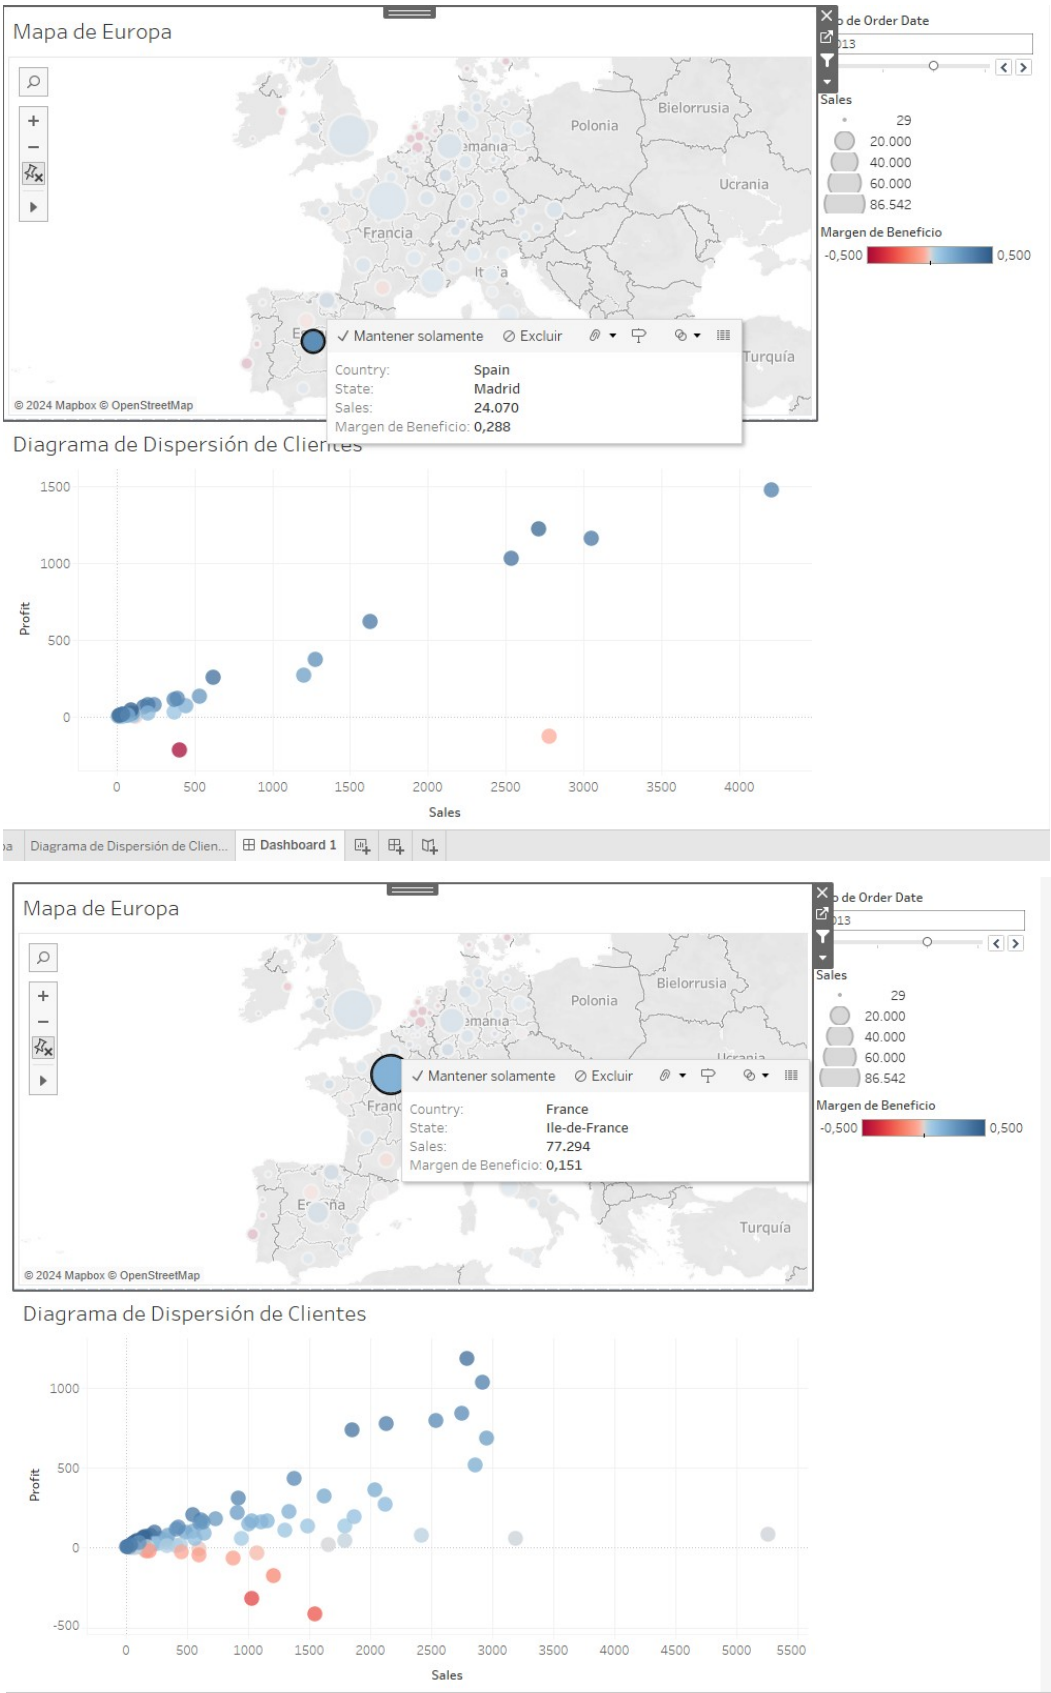 Mapa de Europa
o de Order Date
013
Sales
29
20.000
40.000
60.000
86.542
Margen de Beneficio
-0,500
0,500
Bielorrusia
Polonia
emania
Ucrania
Francia
It a
E
Turquía
© 2024 Mapbox © OpenStreetMap
✓ Mantener solamente
Excluir
Country: Spain
State: Madrid
Sales: 24.070
Margen de Beneficio: 0,288
Diagrama de Dispersión de Clientes
1500
1000
500
0
Profit
0 500 1000 1500 2000 2500 3000 3500 4000
Sales
pa
Diagrama de Dispersión de Clien...
Dashboard 1
Mapa de Europa
o de Order Date
013
Sales
29
20.000
40.000
60.000
86.542
Margen de Beneficio
-0,500
0,500
Bielorrusia
Polonia
emania
Ucrania
Franc
España
Turquía
© 2024 Mapbox © OpenStreetMap
✓ Mantener solamente
Excluir
Country: France
State: Ile-de-France
Sales: 77.294
Margen de Beneficio: 0,151
Diagrama de Dispersión de Clientes
1000
500
0
-500
Profit
0 500 1000 1500 2000 2500 3000 3500 4000 4500 5000 5500
Sales